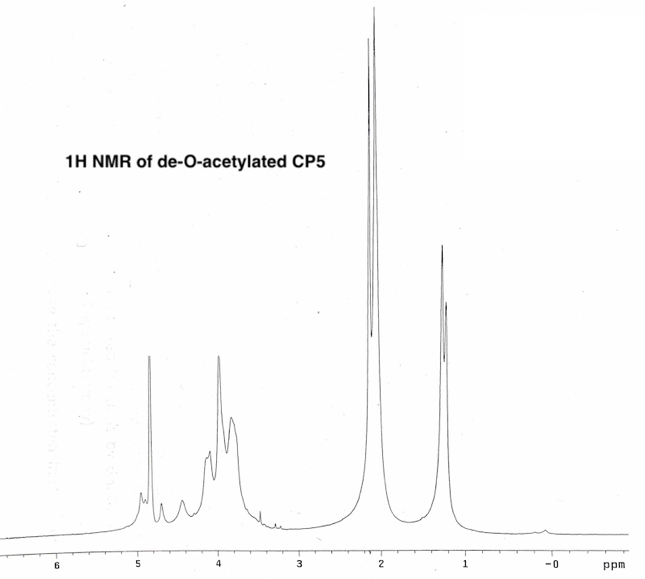 1H NMR of de-O-acetylated CP5
6 5 4 3 2 1 -0 ppm